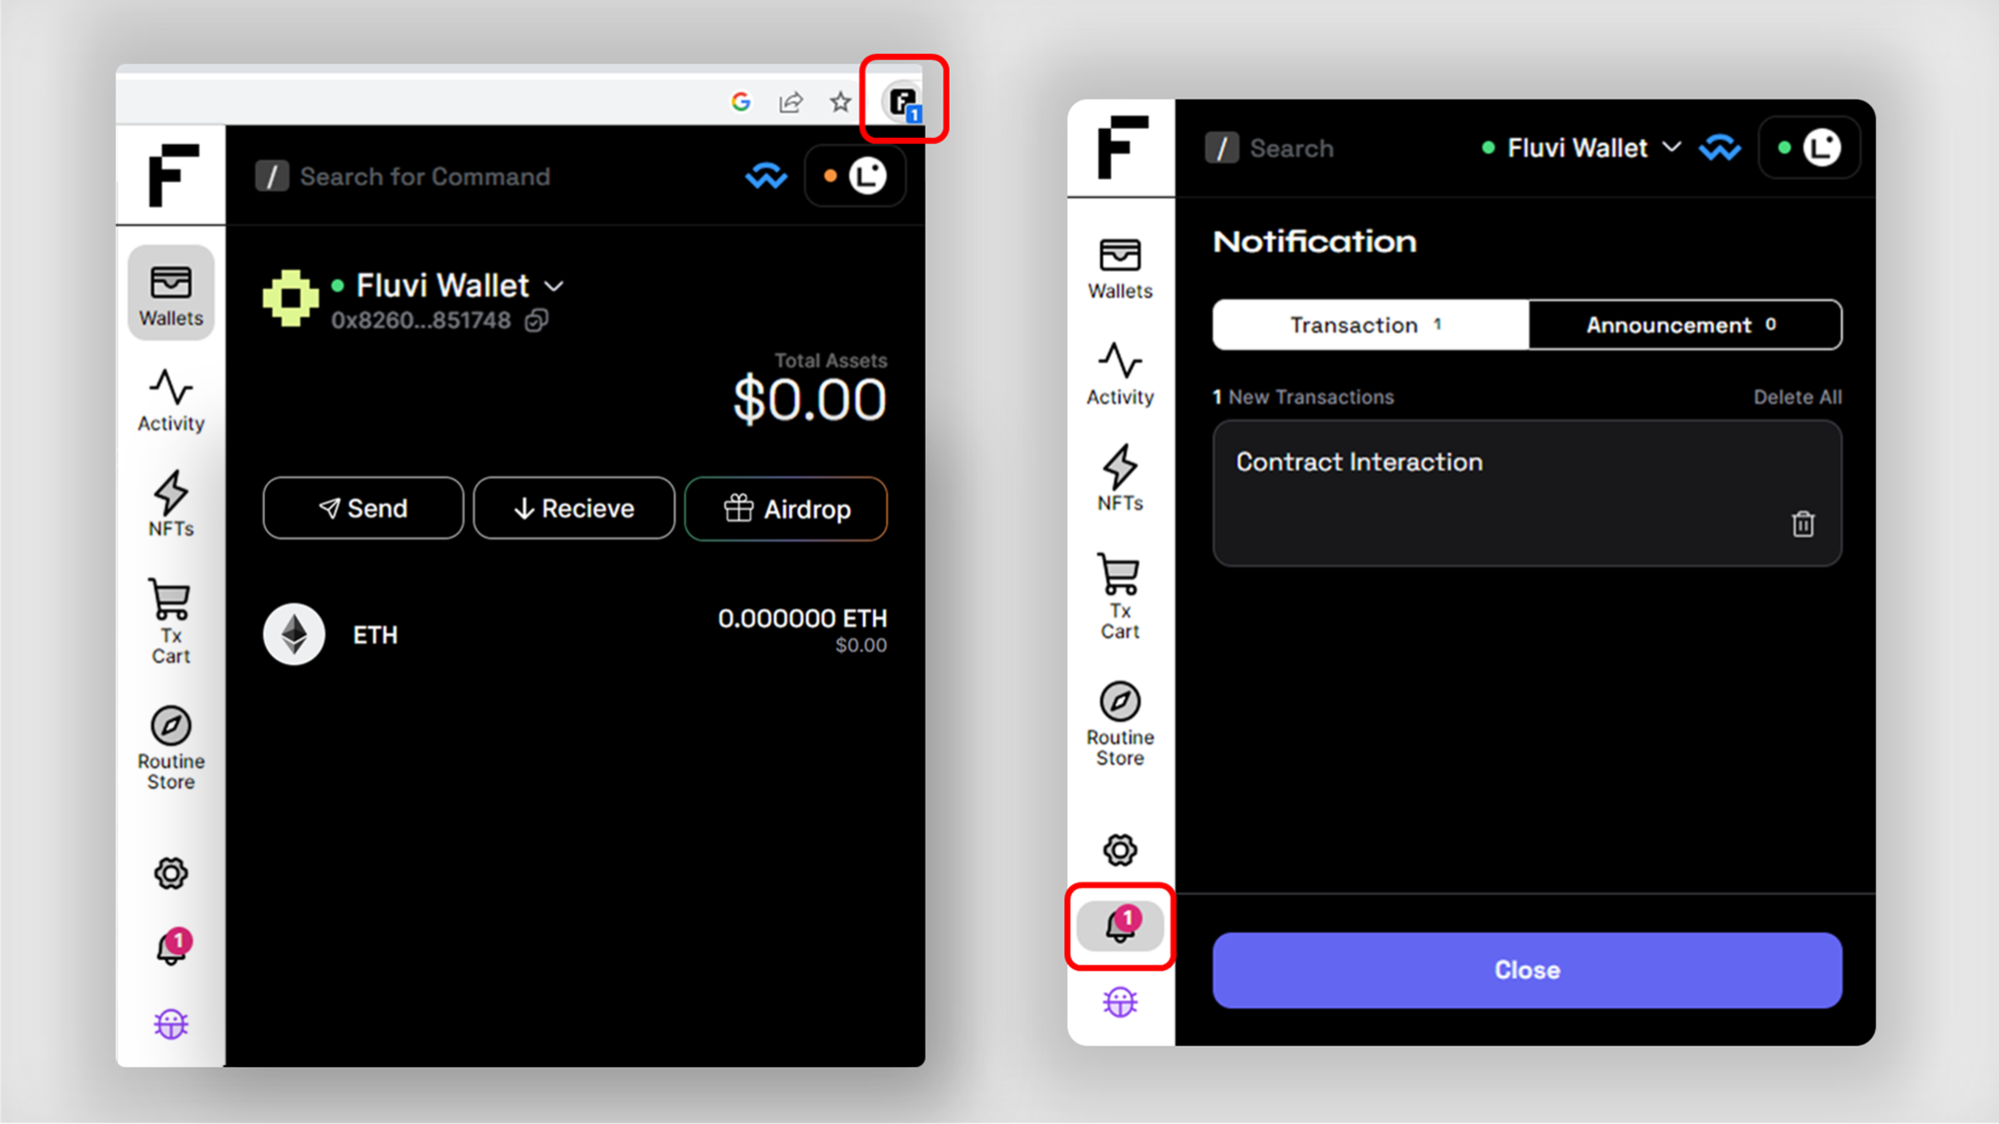 1
/ Search for Command
Wallets
Fluvi Wallet
0x8260...851748
Total Assets
$0.00
Activity
NFTs
Send
Recieve
Airdrop
Tx
Cart
ETH
0.000000 ETH
$0.00
Routine
Store
1
/ Search
Fluvi Wallet
Wallets
Activity
NFTs
Tx
Cart
Routine
Store
1
Notification
Transaction 1
Announcement 0
1 New Transactions
Delete All
Contract Interaction
Close